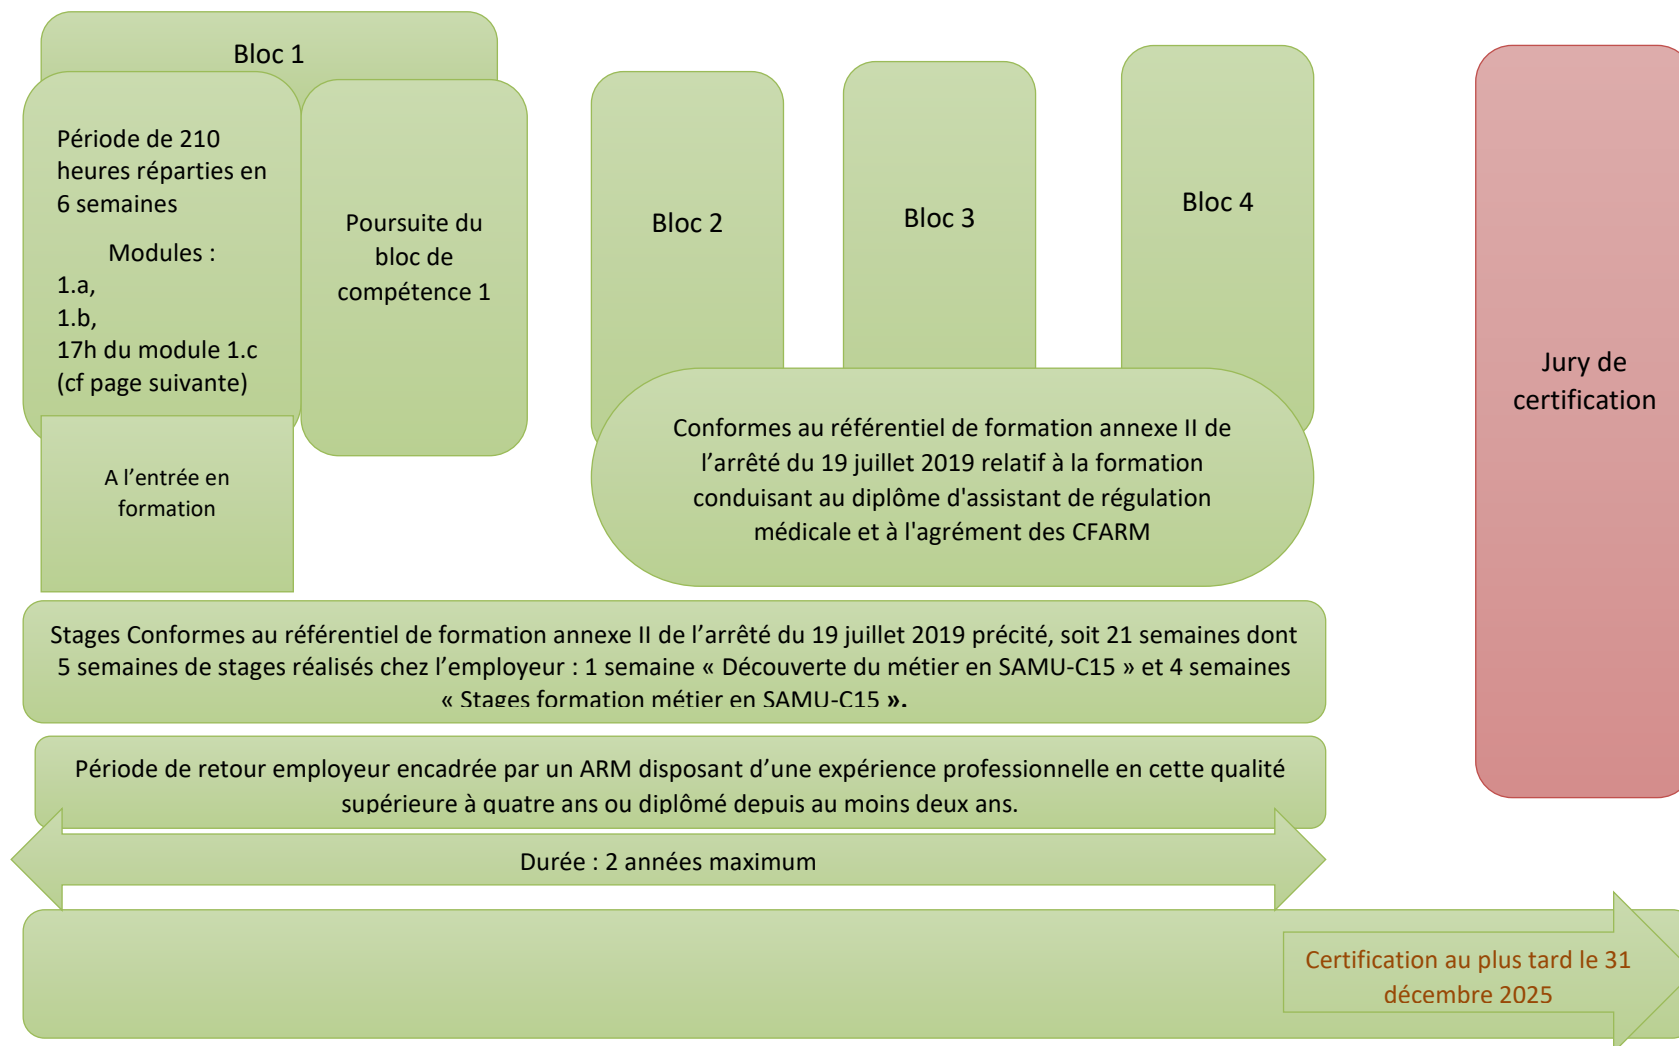 Bloc 1
Période de 210
heures réparties en
6 semaines
Modules :
1.a,
1.b,
17h du module 1.c
(cf page suivante)
A l’entrée en
formation
Poursuite du
bloc de
compétence 1
Bloc 2
Bloc 3
Bloc 4
Conformes au référentiel de formation annexe II de
l’arrêté du 19 juillet 2019 relatif à la formation
conduisant au diplôme d'assistant de régulation
médicale et à l'agrément des CFARM
Jury de
certification
Stages Conformes au référentiel de formation annexe II de l’arrêté du 19 juillet 2019 précité, soit 21 semaines dont
5 semaines de stages réalisés chez l’employeur : 1 semaine « Découverte du métier en SAMU-C15 » et 4 semaines
« Stages formation métier en SAMU-C15 ».
Période de retour employeur encadrée par un ARM disposant d’une expérience professionnelle en cette qualité
supérieure à quatre ans ou diplômé depuis au moins deux ans.
Durée : 2 années maximum
Certification au plus tard le 31
décembre 2025